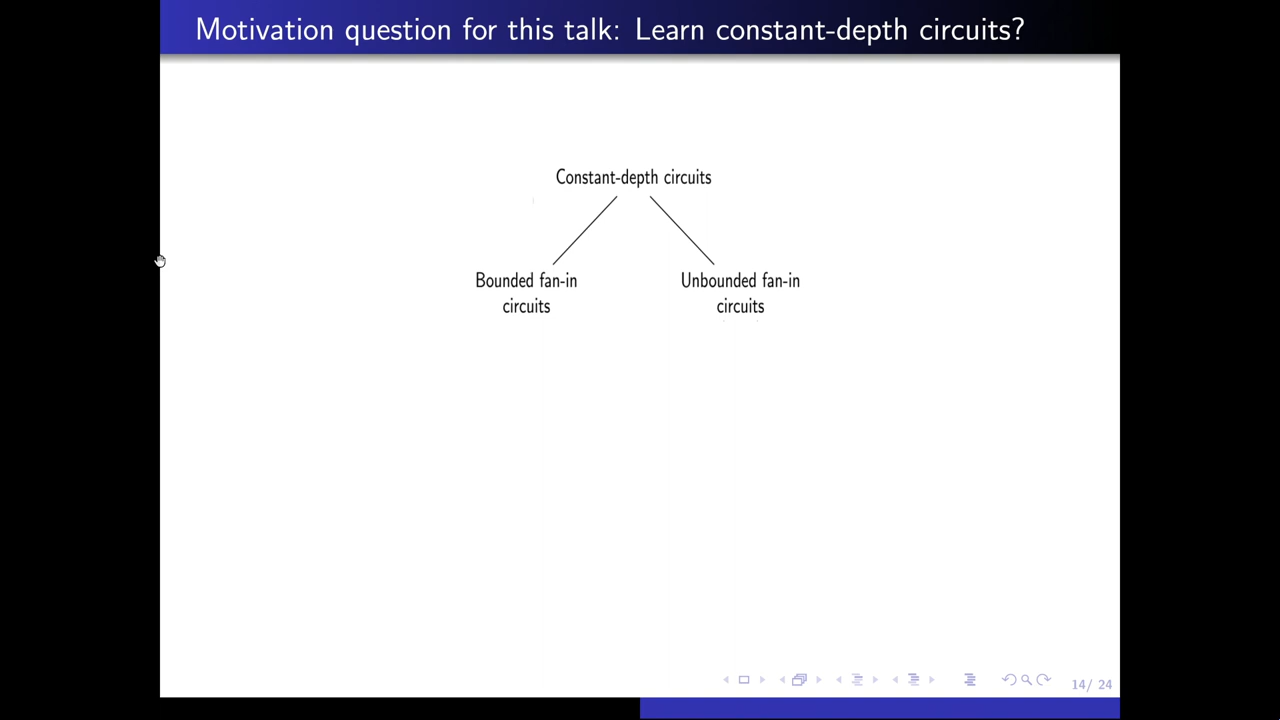 Motivation question for this talk: Learn constant-depth circuits?
Constant-depth circuits
Bounded fan-in
circuits
Unbounded fan-in
circuits
14/ 24